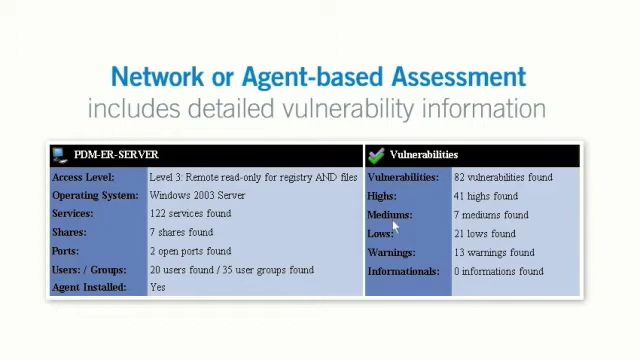 Network or Agent-based Assessment
includes detailed vulnerability information
PDM-ER-SERVER
Access Level: Level 3: Remote read-only for registry AND files
Operating System: Windows 2003 Server
Services: 122 services found
Shares: 7 shares found
Ports: 2 open ports found
Users: / Groups: 20 users found / 35 user groups found
Agent Installed: Yes
Vulnerabilities
Vulnerabilities: 82 vulnerabilities found
Highs: 41 highs found
Mediums: 7 mediums found
Lows: 21 lows found
Warnings: 13 warnings found
Informationals: 0 informations found